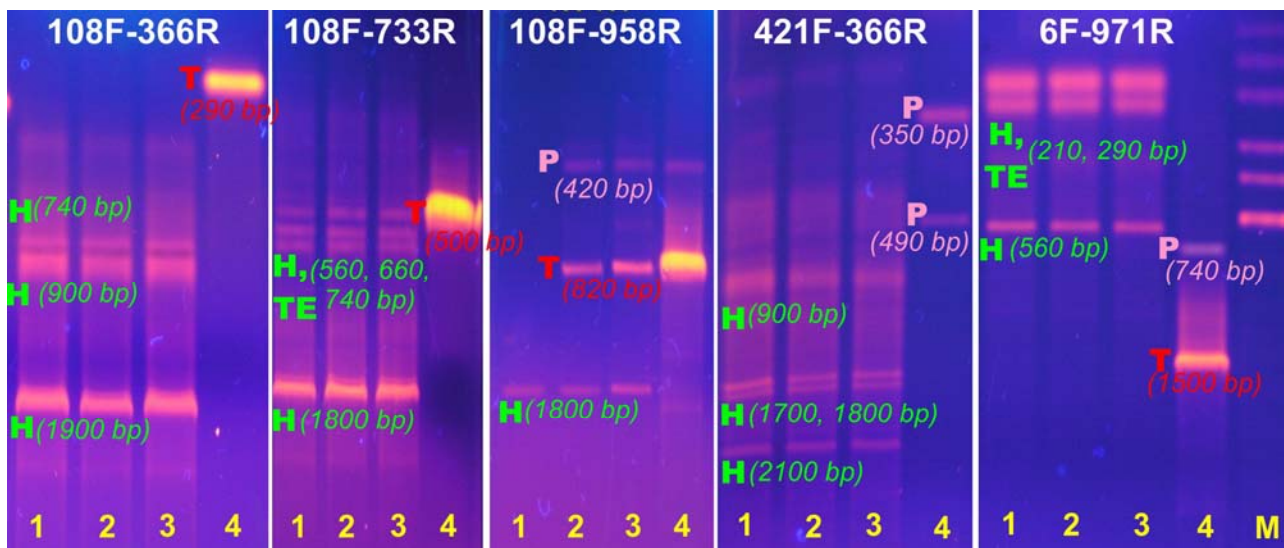 108F-366R
T
(290 bp)
H (740 bp)
H (900 bp)
H (1900 bp)
1 2 3 4
108F-733R
T
(500 bp)
H, (560, 660,
TE 740 bp)
H (1800 bp)
1 2 3 4
108F-958R
P
(420 bp)
T
(820 bp)
H (1800 bp)
1 2 3 4
421F-366R
P
(350 bp)
P
(490 bp)
H (900 bp)
H (1700, 1800 bp)
H (2100 bp)
1 2 3 4
6F-971R
H, (210, 290 bp)
TE
H (560 bp)
P
(740 bp)
T
(1500 bp)
1 2 3 4 M